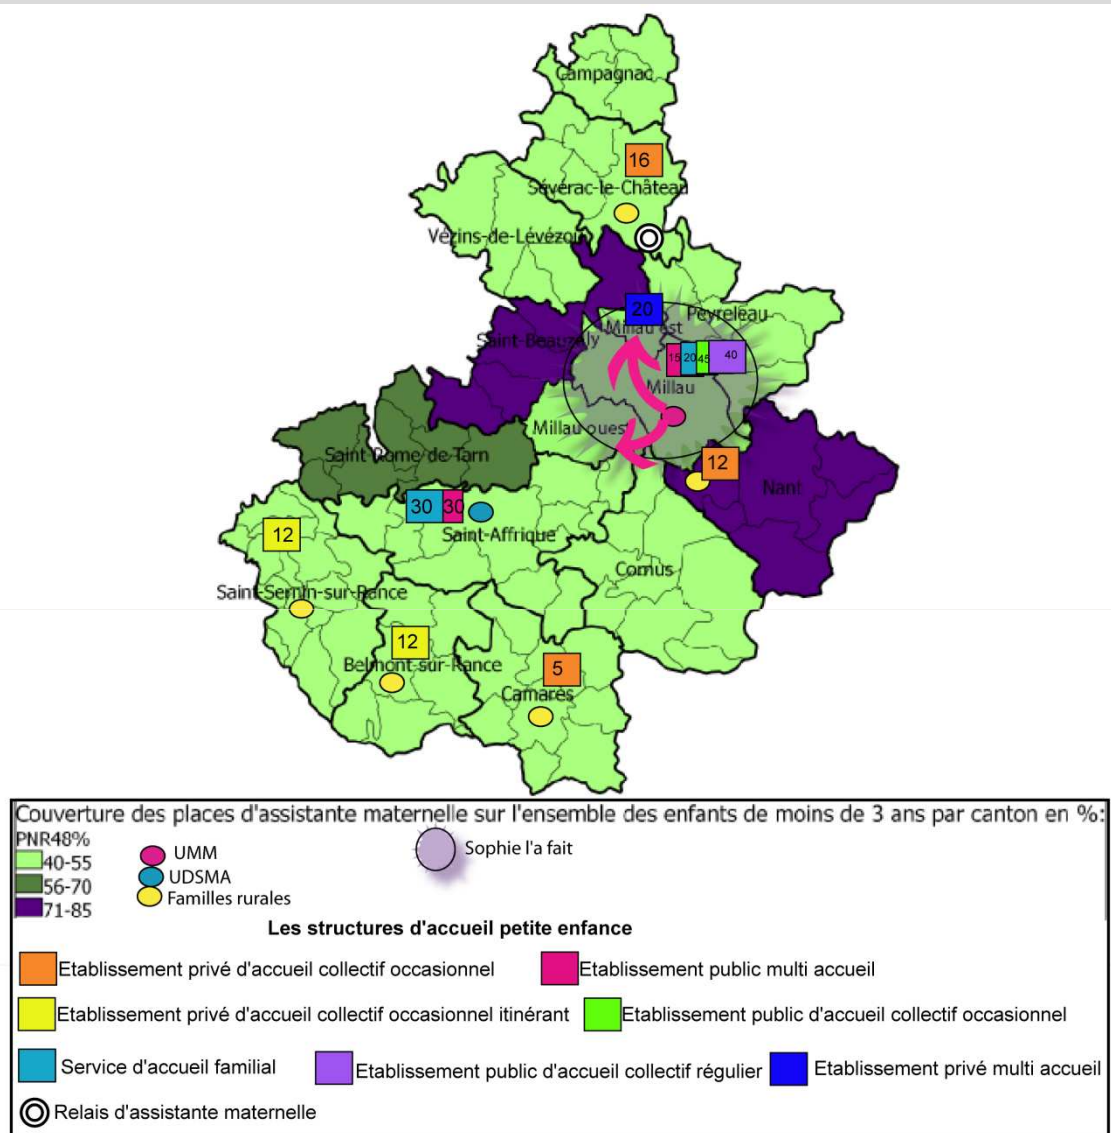 Campagnac
16
Sévérac-le-Château
Vézins-de-Lévézou
20
Peyreleau
Millau est
Saint-Beauzély
15 20 45 40
Millau
Millau ouest
Saint-Rome-de-Tarn
12
Nant
30 30
Saint-Affrique
12
Cornus
Saint-Sernin-sur-Rance
12
Belmont-sur-Rance
5
Camarès
Couverture des places d'assistante maternelle sur l'ensemble des enfants de moins de 3 ans par canton en %:
PNR48%
40-55
56-70
71-85
UMM
UDSMA
Familles rurales
Sophie l'a fait
Les structures d'accueil petite enfance
Etablissement privé d'accueil collectif occasionnel
Etablissement public multi accueil
Etablissement privé d'accueil collectif occasionnel itinérant
Etablissement public d'accueil collectif occasionnel
Service d'accueil familial
Etablissement public d'accueil collectif régulier
Etablissement privé multi accueil
Relais d'assistante maternelle